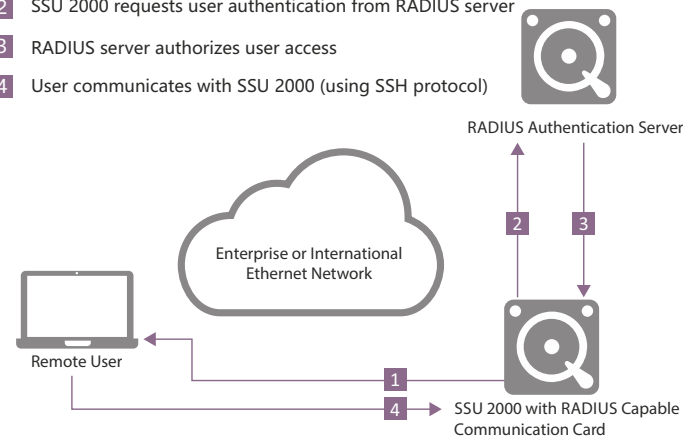 2 SSU 2000 requests user authentication from RADIUS server
3 RADIUS server authorizes user access
4 User communicates with SSU 2000 (using SSH protocol)
RADIUS Authentication Server
2 3
Enterprise or International
Ethernet Network
Remote User
1
4
SSU 2000 with RADIUS Capable
Communication Card